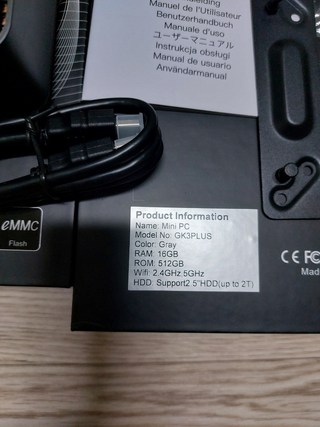 Manuel de l'Utilisateur
Benutzerhandbuch
Manuale d'uso
ユーザーマニュアル
Instrukcja obsługi
Manual de usuario
Användarmanual
eMMC
Flash
Product Information
Name: Mini PC
Model No: GK3PLUS
Color: Gray
RAM: 16GB
ROM: 512GB
Wifi: 2.4GHz 5GHz
HDD: Support2.5"HDD(up to 2T)
CE FC